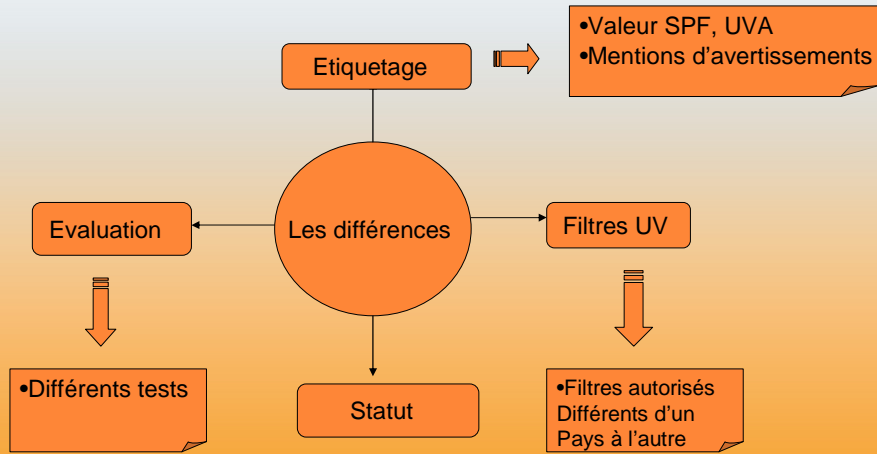 •Valeur SPF, UVA
•Mentions d'avertissements
Etiquetage
Evaluation
Les différences
Filtres UV
•Différents tests
Statut
•Filtres autorisés
Différents d'un
Pays à l'autre